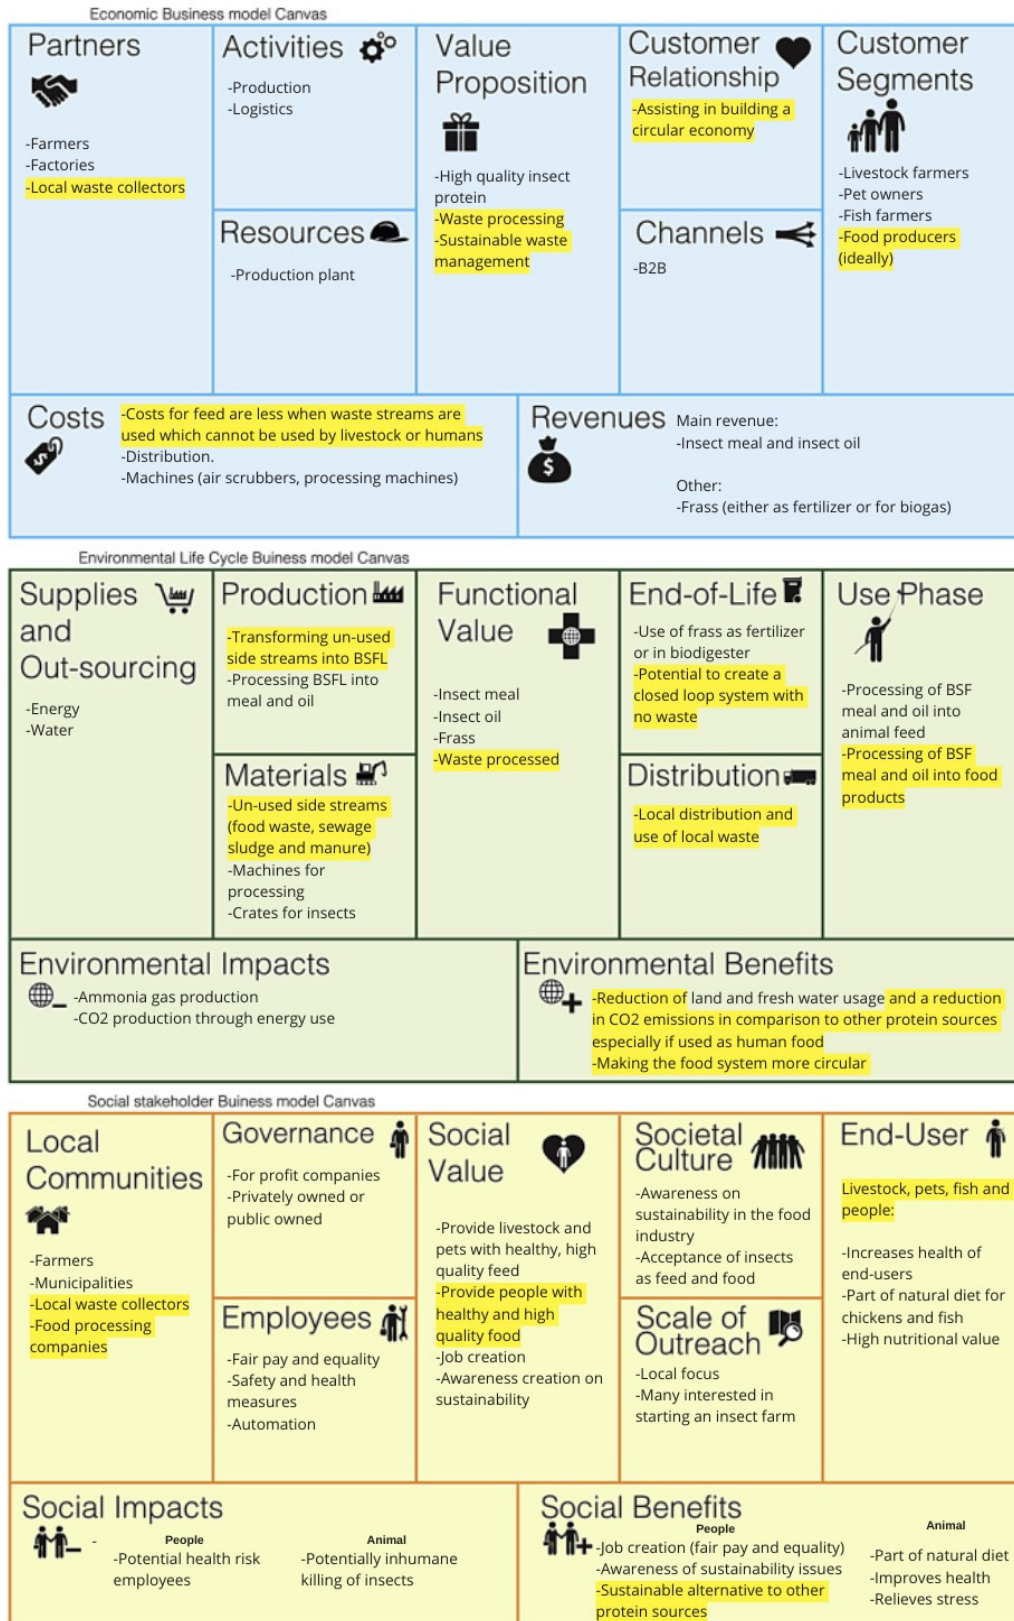 Economic Business model Canvas
Partners
-Farmers
-Factories
-Local waste collectors
Activities
-Production
-Logistics
Resources
-Production plant
Value
Proposition
-High quality insect
protein
-Waste processing
-Sustainable waste
management
Customer
Relationship
-Assisting in building a
circular economy
Channels
-B2B
Customer
Segments
-Livestock farmers
-Pet owners
-Fish farmers
-Food producers
(ideally)
Costs
-Costs for feed are less when waste streams are
used which cannot be used by livestock or humans
-Distribution.
-Machines (air scrubbers, processing machines)
Revenues
Main revenue:
-Insect meal and insect oil
Other:
-Frass (either as fertilizer or for biogas)
Environmental Life Cycle Buiness model Canvas
Supplies
and
Out-sourcing
-Energy
-Water
Production
-Transforming un-used
side streams into BSFL
-Processing BSFL into
meal and oil
Materials
-Un-used side streams
(food waste, sewage
sludge and manure)
-Machines for
processing
-Crates for insects
Functional
Value
-Insect meal
-Insect oil
-Frass
-Waste processed
End-of-Life
-Use of frass as fertilizer
or in biodigester
-Potential to create a
closed loop system with
no waste
Distribution
-Local distribution and
use of local waste
Use Phase
-Processing of BSF
meal and oil into
animal feed
-Processing of BSF
meal and oil into food
products
Environmental Impacts
-Ammonia gas production
-CO2 production through energy use
Environmental Benefits
-Reduction of land and fresh water usage and a reduction
in CO2 emissions in comparison to other protein sources
especially if used as human food
-Making the food system more circular
Social stakeholder Buiness model Canvas
Local
Communities
-Farmers
-Municipalities
-Local waste collectors
-Food processing
companies
Governance
-For profit companies
-Privately owned or
public owned
Employees
-Fair pay and equality
-Safety and health
measures
-Automation
Social
Value
-Provide livestock and
pets with healthy, high
quality feed
-Provide people with
healthy and high
quality food
-Job creation
-Awareness creation on
sustainability
Societal
Culture
-Awareness on
sustainability in the food
industry
-Acceptance of insects
as feed and food
Scale of
Outreach
-Local focus
-Many interested in
starting an insect farm
End-User
Livestock, pets, fish and
people:
-Increases health of
end-users
-Part of natural diet for
chickens and fish
-High nutritional value
Social Impacts
-
People
-Potential health risk
employees
Animal
-Potentially inhumane
killing of insects
Social Benefits
People
-Job creation (fair pay and equality)
-Awareness of sustainability issues
-Sustainable alternative to other
protein sources
Animal
-Part of natural diet
-Improves health
-Relieves stress